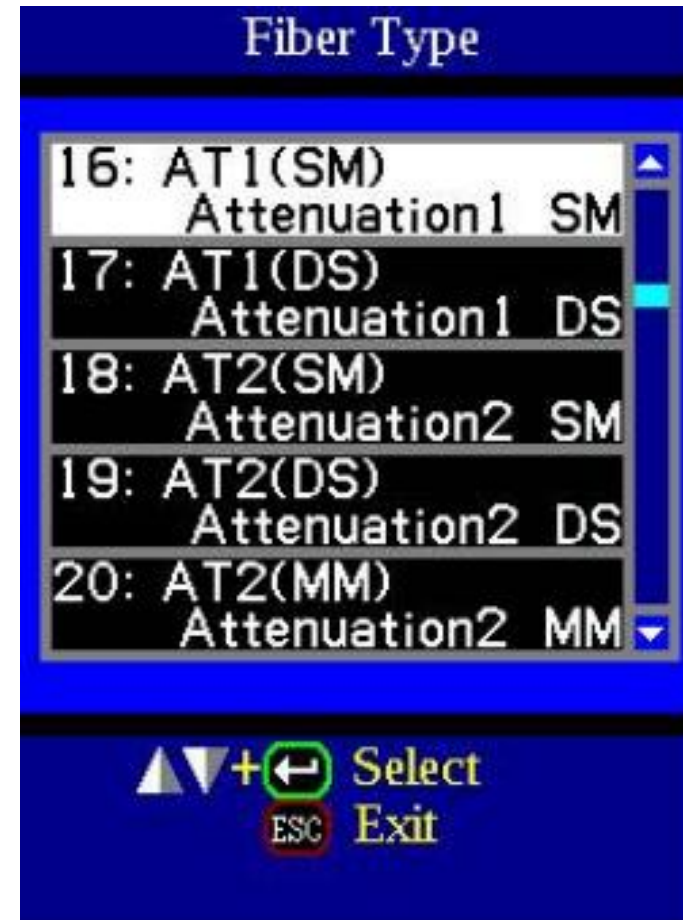 Fiber Type
16: AT1(SM)
Attenuation1 SM
17: AT1(DS)
Attenuation1 DS
18: AT2(SM)
Attenuation2 SM
19: AT2(DS)
Attenuation2 DS
20: AT2(MM)
Attenuation2 MM
+ Select
ESC Exit